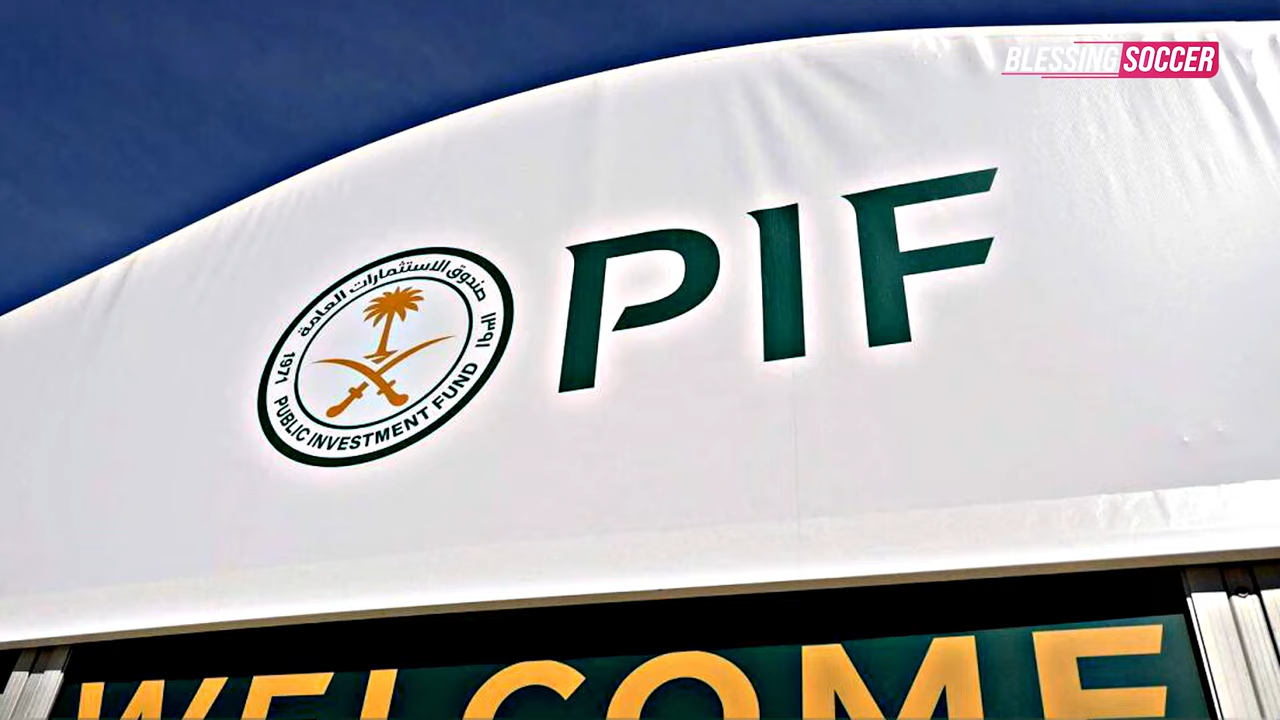 BLESSING SOCCER
PIF
صندوق الاستثمارات العامة
1971
PUBLIC INVESTMENT FUND
WELCOME